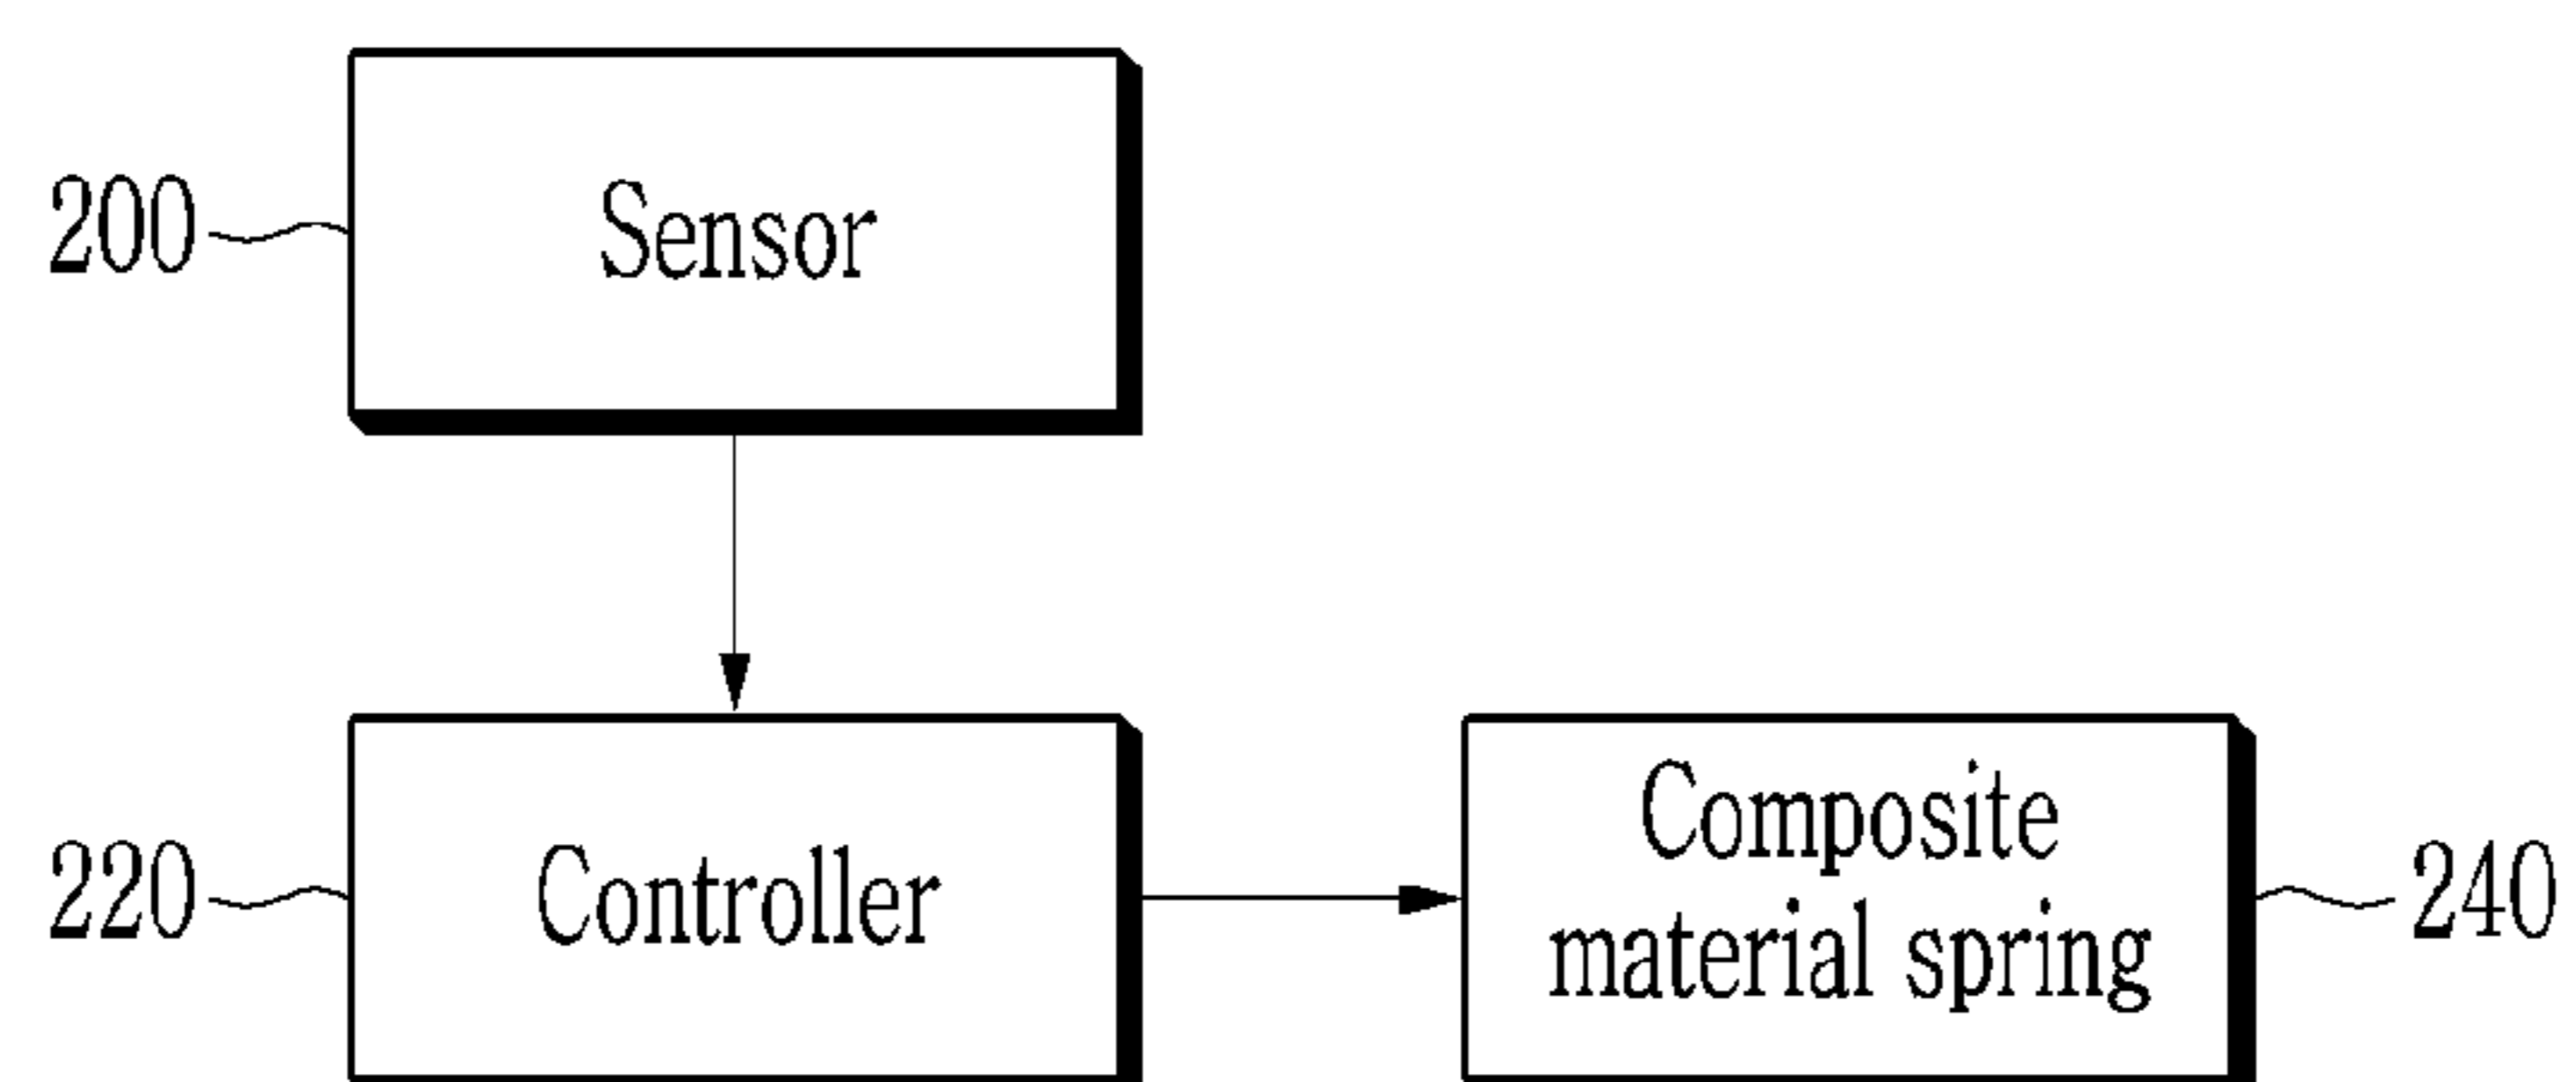 200
Sensor
220
Controller
Composite
material spring
240